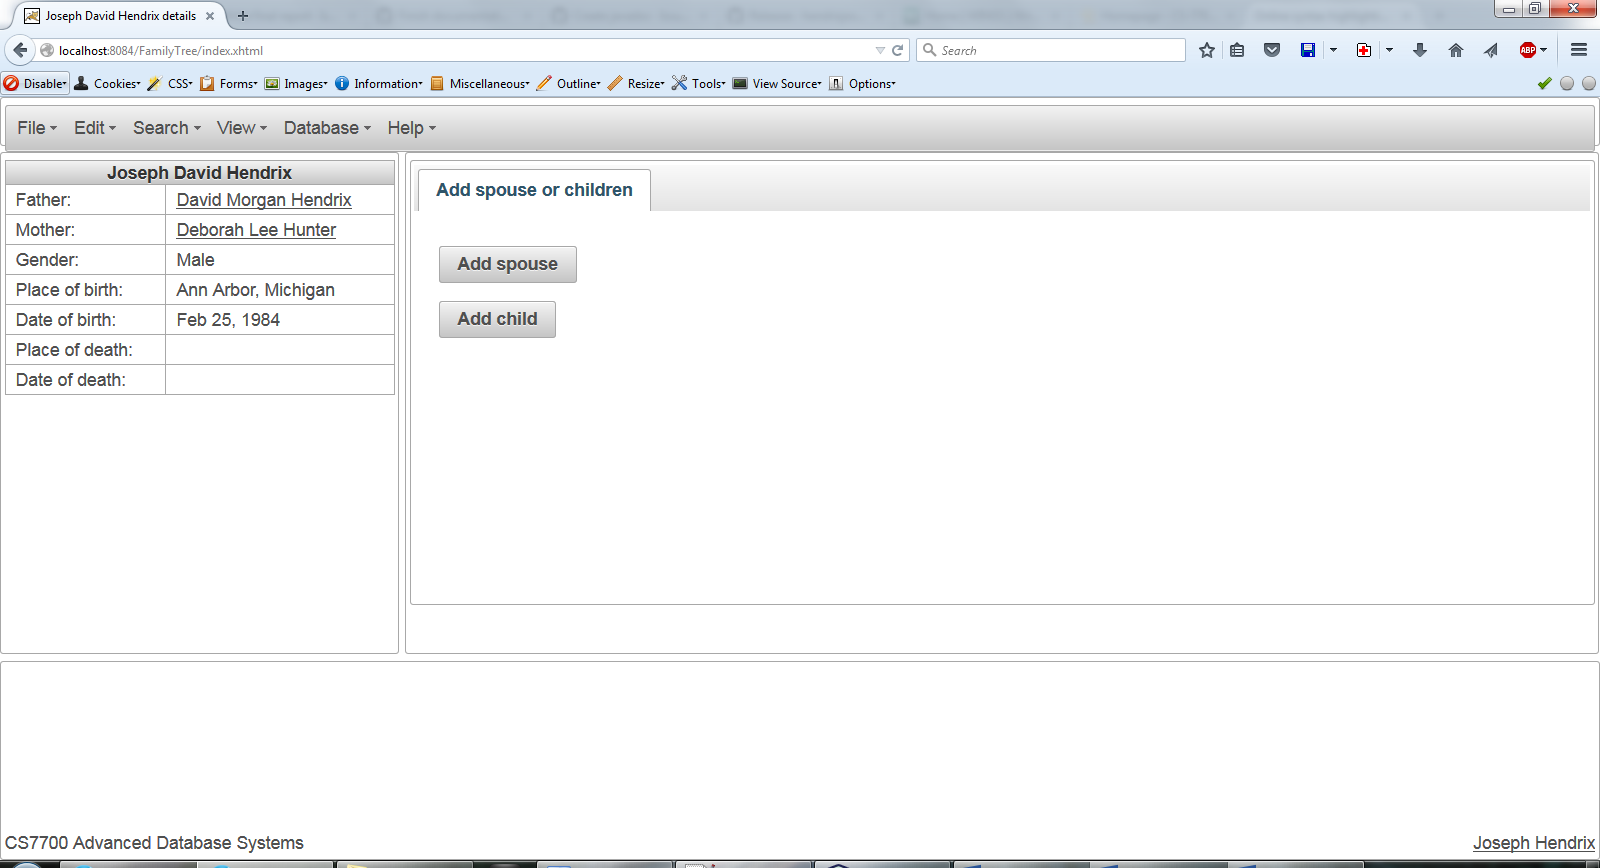 Joseph David Hendrix details
localhost:8084/FamilyTree/index.xhtml
Search
ABP
Disable Cookies CSS Forms Images Information Miscellaneous Outline Resize Tools View Source Options
File Edit Search View Database Help
Joseph David Hendrix
Father: David Morgan Hendrix
Mother: Deborah Lee Hunter
Gender: Male
Place of birth: Ann Arbor, Michigan
Date of birth: Feb 25, 1984
Place of death:
Date of death:
Add spouse or children
Add spouse
Add child
CS7700 Advanced Database Systems
Joseph Hendrix